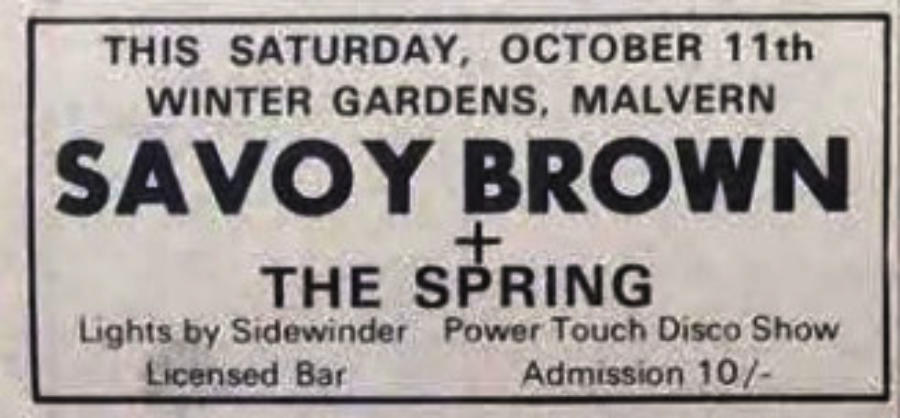 THIS SATURDAY, OCTOBER 11th
WINTER GARDENS, MALVERN
SAVOY BROWN
+
THE SPRING
Lights by Sidewinder Power Touch Disco Show
Licensed Bar Admission 10/-